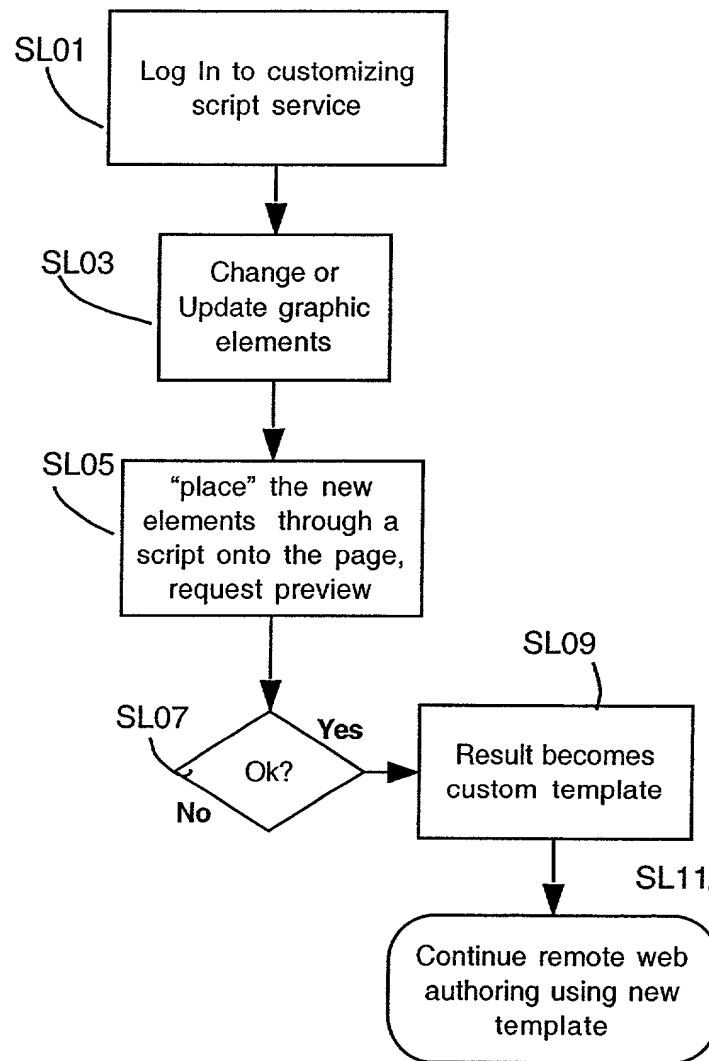 SL01
Log In to customizing
script service
SL03
Change or
Update graphic
elements
SL05
“place” the new
elements through a
script onto the page,
request preview
SL07
Ok?
Yes
No
SL09
Result becomes
custom template
SL11
Continue remote web
authoring using new
template